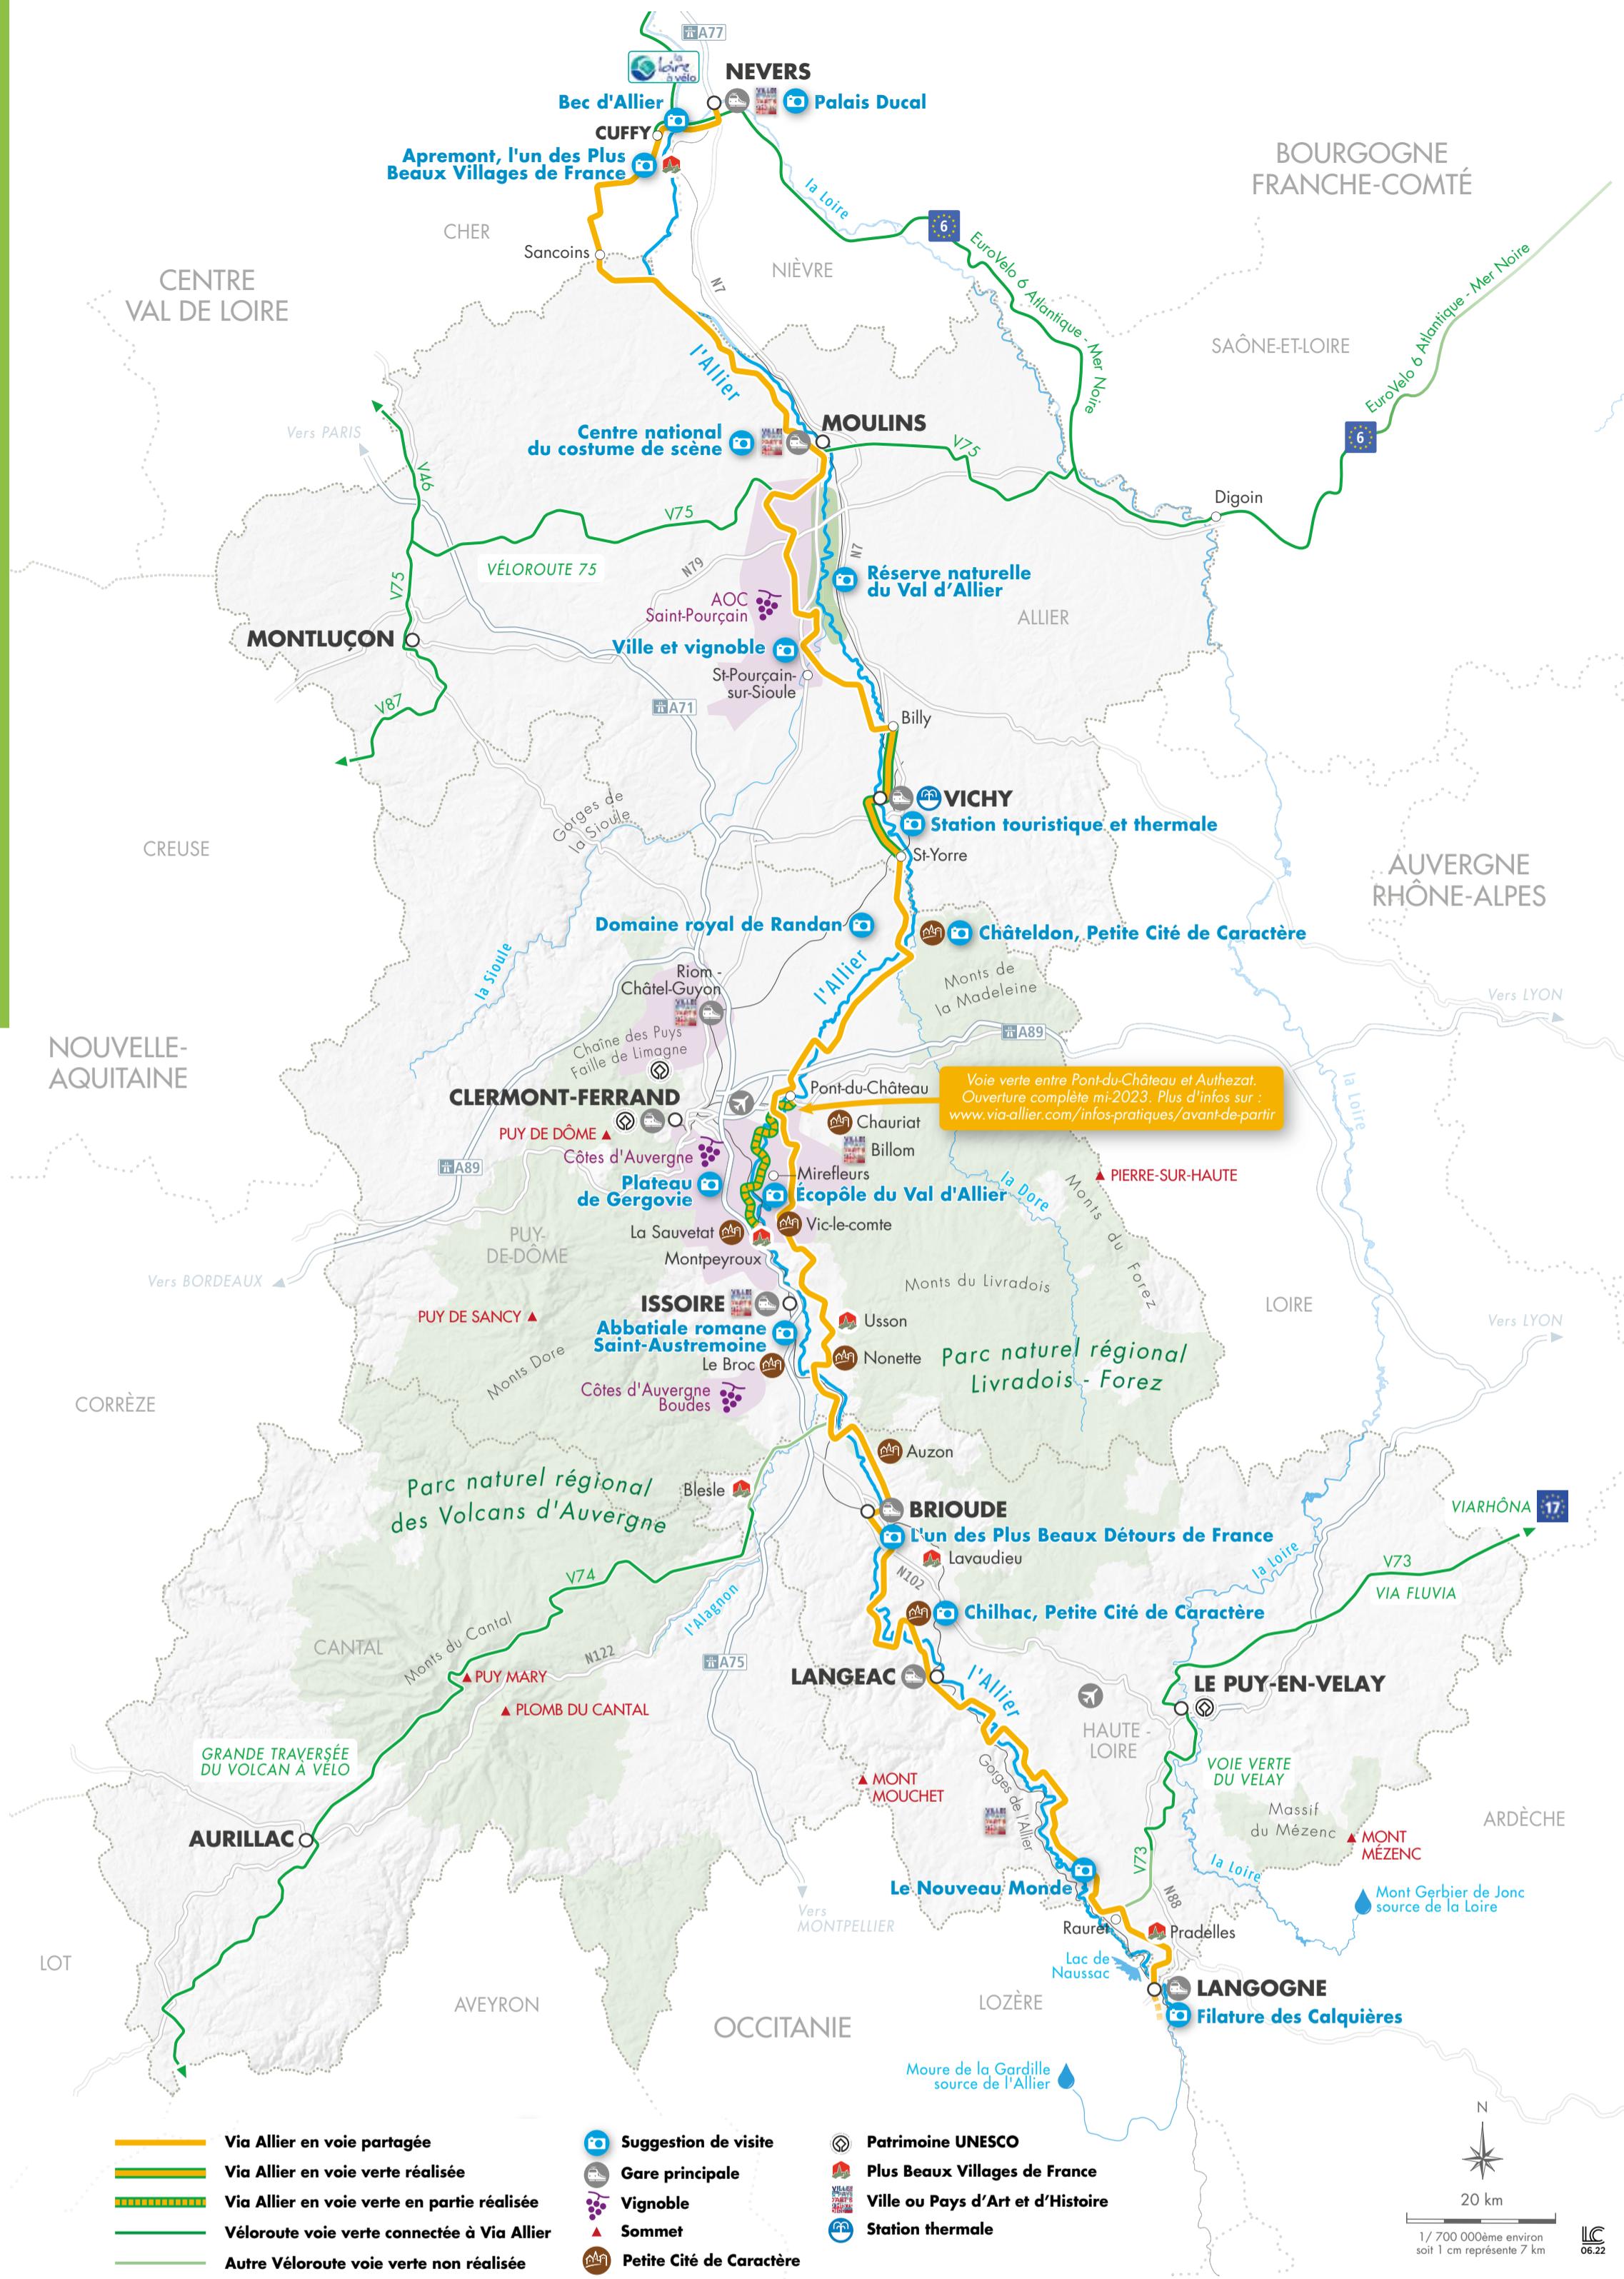 A77
la
loire
à vélo
NEVERS
Bec d'Allier
Palais Ducal
CUFFY
Apremont, l'un des Plus
Beaux Villages de France
BOURGOGNE
FRANCHE-COMTÉ
la Loire
6
CHER
Sancoins
NIÈVRE
N7
EuroVelo 6 Atlantique - Mer Noire
EuroVelo 6 Atlantique - Mer Noire
CENTRE
VAL DE LOIRE
SAÔNE-ET-LOIRE
l'Allier
Vers PARIS
Centre national
du costume de scène
MOULINS
6
V75
V46
Digoin
V75
VÉLOROUTE 75
N79
N7
V75
Réserve naturelle
du Val d'Allier
AOC
Saint-Pourçain
ALLIER
MONTLUÇON
Ville et vignoble
St-Pourçain-
sur-Sioule
V87
A71
Billy
VICHY
Station touristique et thermale
Gorges de
la Sioule
CREUSE
St-Yorre
AUVERGNE
RHÔNE-ALPES
Domaine royal de Randan
Châteldon, Petite Cité de Caractère
la Sioule
l'Allier
Riom -
Châtel-Guyon
Monts de
la Madeleine
Vers LYON
A89
NOUVELLE-
AQUITAINE
Chaîne des Puys
Faille de Limagne
Pont-du-Château
Voie verte entre Pont-du-Château et Authezat.
Ouverture complète mi-2023. Plus d'infos sur :
www.via-allier.com/infos-pratiques/avant-de-partir
la Loire
CLERMONT-FERRAND
PUY DE DÔME
Chauriat
Billom
A89
Côtes d'Auvergne
Mirefleurs
Plateau
de Gergovie
Écopôle du Val d'Allier
la Dore
PIERRE-SUR-HAUTE
Monts du Forez
La Sauvetat
Vic-le-comte
PUY-
DE-DÔME
Montpeyroux
Vers BORDEAUX
Monts du Livradois
LOIRE
ISSOIRE
PUY DE SANCY
Abbatiale romane
Saint-Austremoine
Usson
Vers LYON
Monts Dore
Le Broc
Nonette
Parc naturel régional
Livradois - Forez
Côtes d'Auvergne
Boudes
CORRÈZE
Auzon
Parc naturel régional
des Volcans d'Auvergne
Blesle
BRIOUDE
L'un des Plus Beaux Détours de France
VIARHÔNA
17
Lavaudieu
la Loire
V73
VIA FLUVIA
V74
N102
l'Alagnon
Chilhac, Petite Cité de Caractère
CANTAL
Monts du Cantal
N122
A75
PUY MARY
LANGEAC
l'Allier
LE PUY-EN-VELAY
PLOMB DU CANTAL
HAUTE -
LOIRE
GRANDE TRAVERSÉE
DU VOLCAN À VÉLO
VOIE VERTE
DU VELAY
MONT
MOUCHET
Gorges de l'Allier
Massif
du Mézenc
ARDÈCHE
MONT
MÉZENC
AURILLAC
V73
la Loire
Le Nouveau Monde
N88
Mont Gerbier de Jonc
source de la Loire
Vers
MONTPELLIER
Rauret
Pradelles
Lac de
Naussac
LOT
AVEYRON
LOZÈRE
LANGOGNE
OCCITANIE
Filature des Calquières
Moure de la Gardille
source de l'Allier
N
Via Allier en voie partagée
Via Allier en voie verte réalisée
Via Allier en voie verte en partie réalisée
Véloroute voie verte connectée à Via Allier
Autre Véloroute voie verte non réalisée
Suggestion de visite
Gare principale
Vignoble
Sommet
Petite Cité de Caractère
Patrimoine UNESCO
Plus Beaux Villages de France
Ville ou Pays d'Art et d'Histoire
Station thermale
20 km
1/ 700 000ème environ
soit 1 cm représente 7 km
LC
06.22